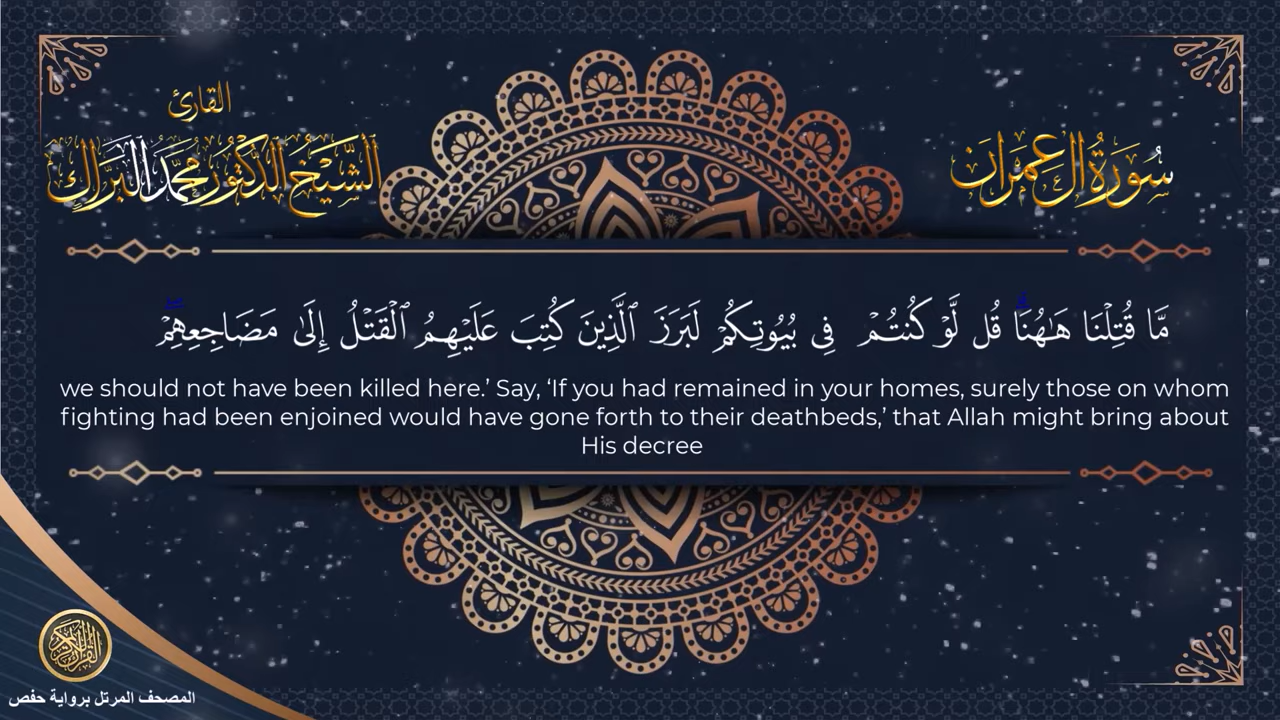 القارئ
الشيخ الدكتور محمد البراك
سورة آل عمران
مَّا قُتِلْنَا هَـٰهُنَا ۗ قُل لَّوْ كُنتُمْ فِى بُيُوتِكُمْ لَبَرَزَ ٱلَّذِينَ كُتِبَ عَلَيْهِمُ ٱلْقَتْلُ إِلَىٰ مَضَاجِعِهِمْ ۖ
we should not have been killed here.’ Say, ‘If you had remained in your homes, surely those on whom
fighting had been enjoined would have gone forth to their deathbeds,’ that Allah might bring about
His decree
القرآن الكريم
المصحف المرتل برواية حفص